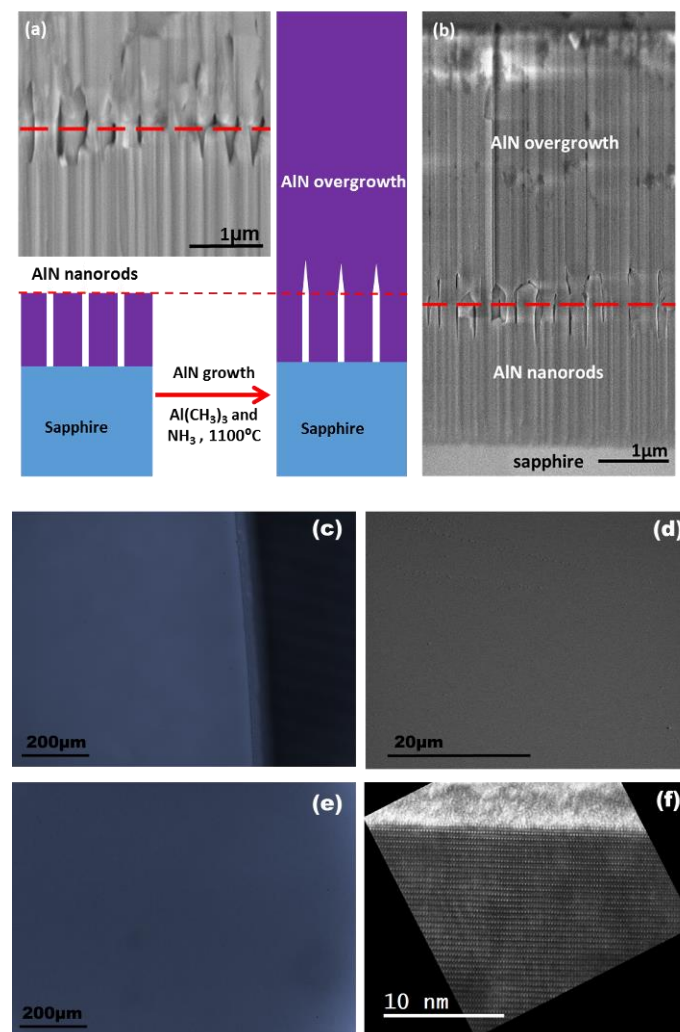 (a)
1µm
AlN nanorods
Sapphire
AlN growth
Al(CH₃)₃ and
NH₃ , 1100ºC
AlN overgrowth
Sapphire
(b)
AlN overgrowth
AlN nanorods
sapphire
1µm
(c)
200µm
(d)
20µm
(e)
200µm
(f)
10 nm